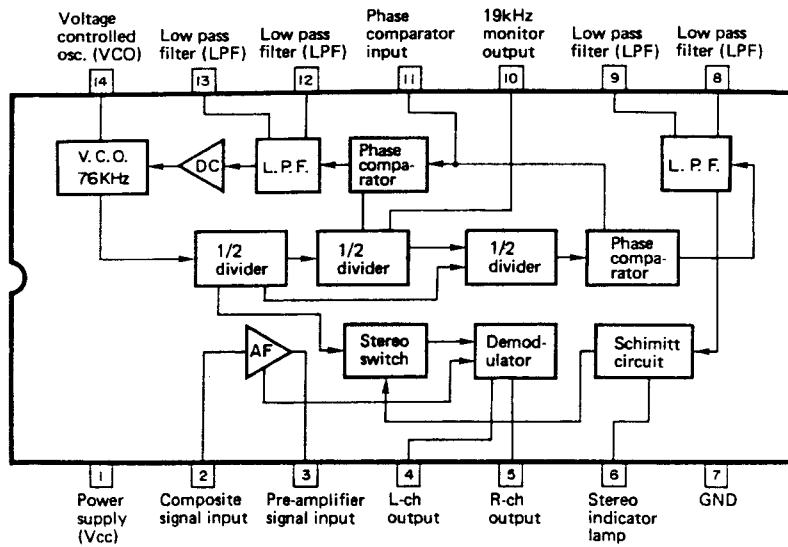 Voltage
controlled
osc. (VCO)
Low pass
filter (LPF)
Low pass
filter (LPF)
Phase
comparator
input
19kHz
monitor
output
Low pass
filter (LPF)
Low pass
filter (LPF)
14
13
12
11
10
9
8
V.C.O.
76KHz
DC
L.P.F.
Phase
compa-
rator
L.P.F.
1/2
divider
1/2
divider
1/2
divider
Phase
compa-
rator
AF
Stereo
switch
Demod-
ulator
Schimitt
circuit
1
2
3
4
5
6
7
Power
supply
(Vcc)
Composite
signal input
Pre-amplifier
signal input
L-ch
output
R-ch
output
Stereo
indicator
lamp
GND